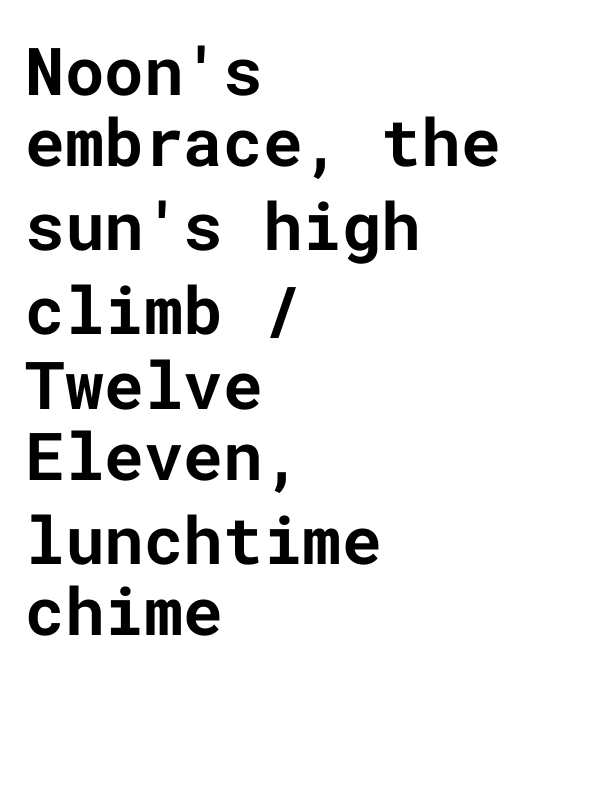 Noon's
embrace, the
sun's high
climb /
Twelve
Eleven,
lunchtime
chime